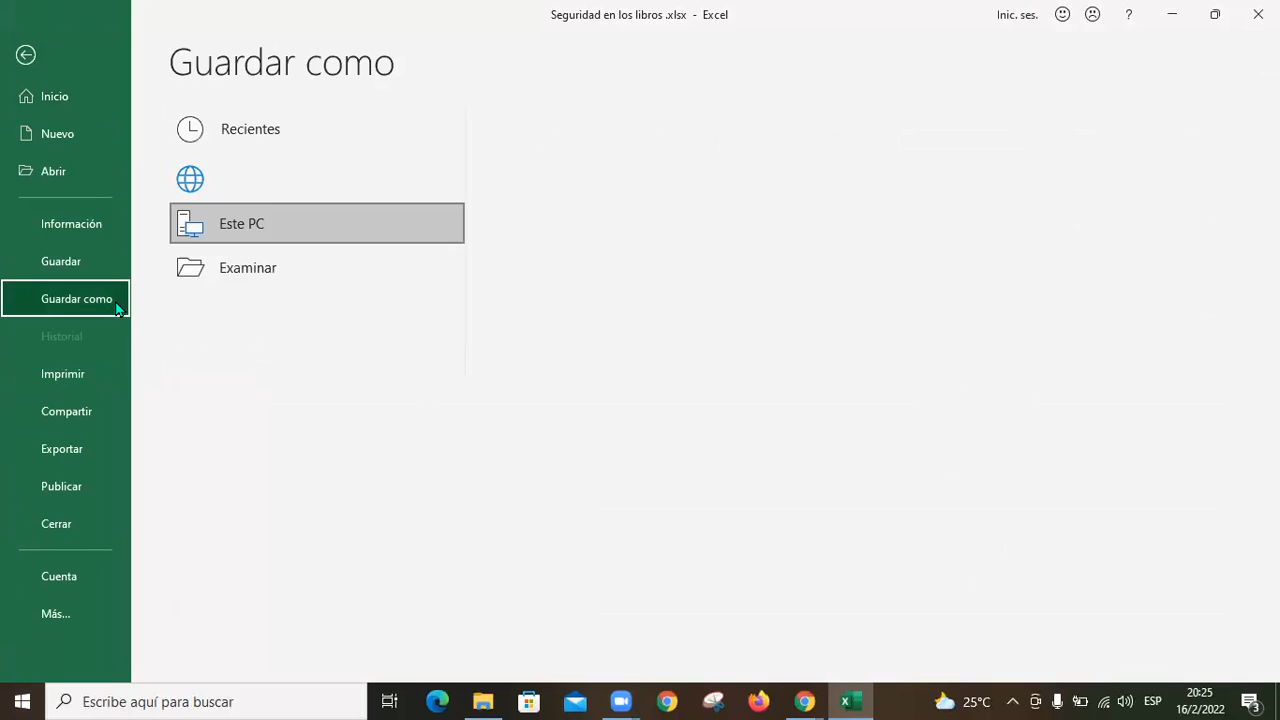 Seguridad en los libros .xlsx - Excel
Inic. ses.
?
Guardar como
Inicio
Nuevo
Abrir
Información
Guardar
Guardar como
Historial
Imprimir
Compartir
Exportar
Publicar
Cerrar
Cuenta
Más...
Recientes
Este PC
Examinar
Escribe aquí para buscar
25°C
ESP
20:25
16/2/2022
3